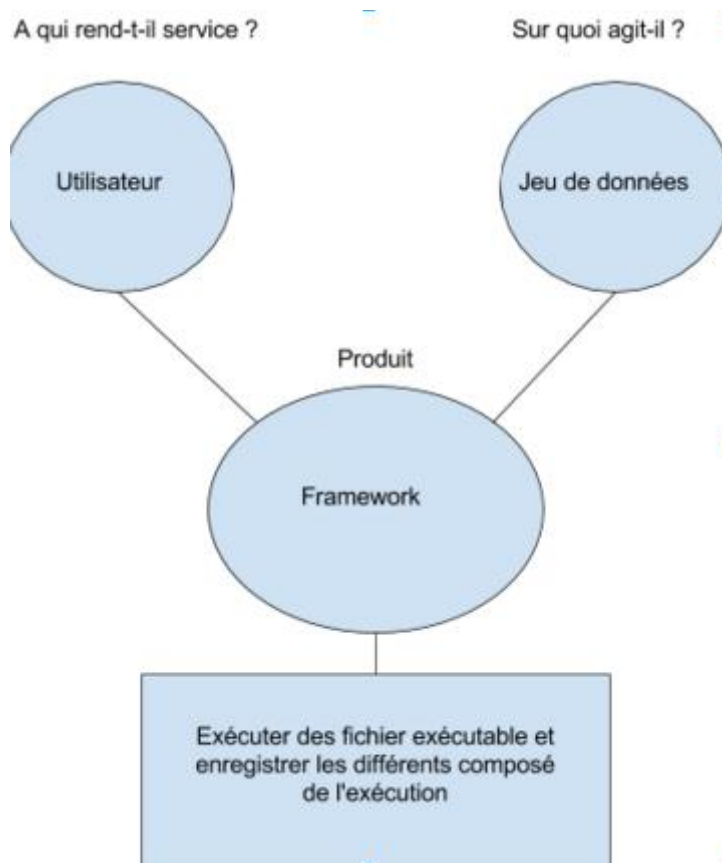 A qui rend-t-il service ?
Sur quoi agit-il ?
Utilisateur
Jeu de données
Produit
Framework
Exécuter des fichier exécutable et
enregistrer les différents composé
de l'exécution